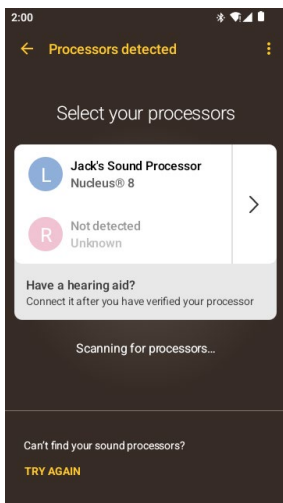 2:00
Processors detected
Select your processors
L
Jack's Sound Processor
Nucleus® 8
R
Not detected
Unknown
Have a hearing aid?
Connect it after you have verified your processor
Scanning for processors...
Can't find your sound processors?
TRY AGAIN